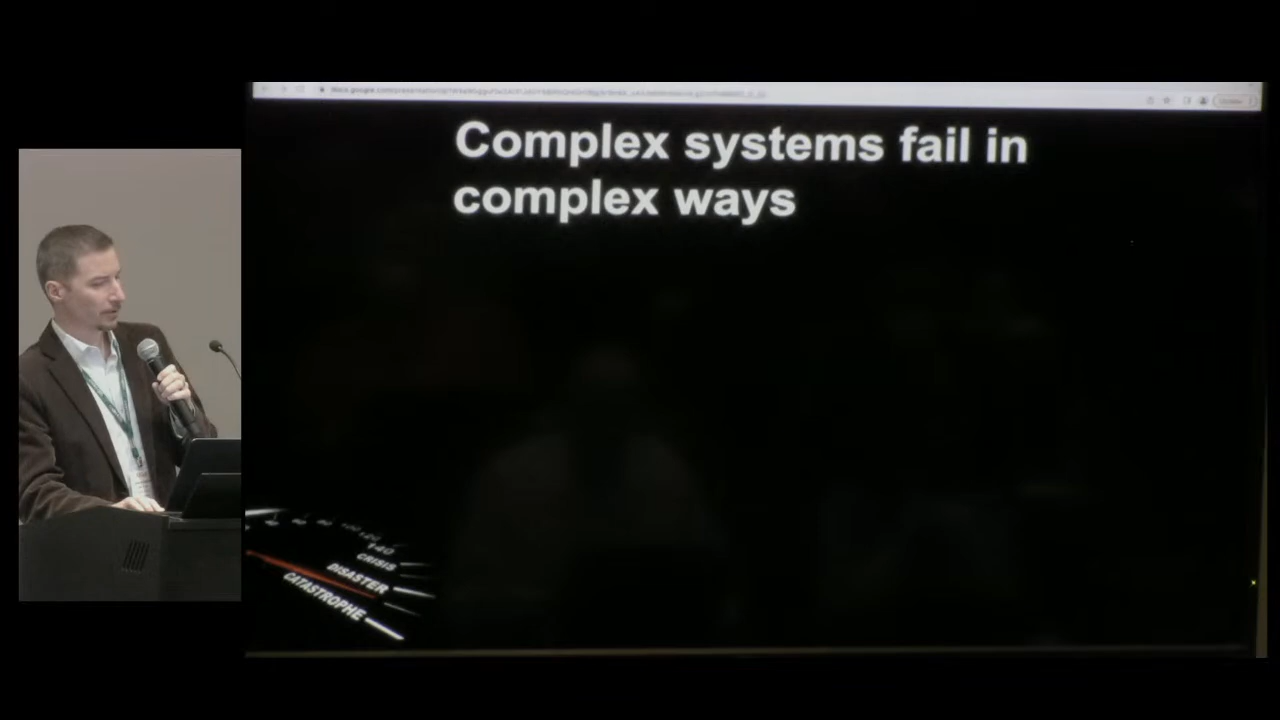 Complex systems fail in
complex ways
140
CRISIS
DISASTER
CATASTROPHE